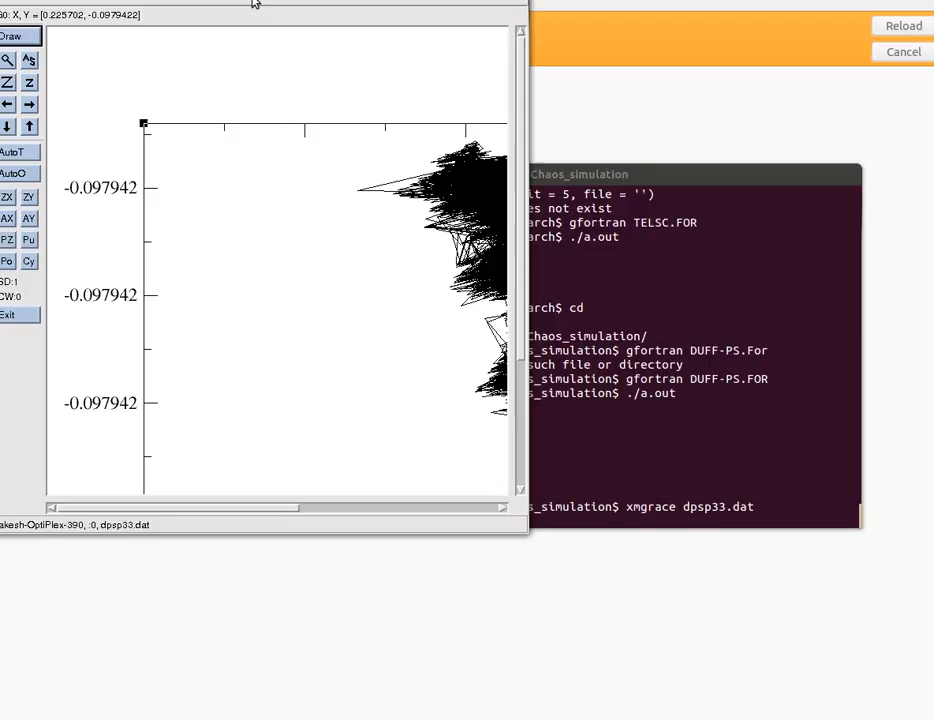 G0: X, Y = [0.225702, -0.0979422]
Draw
AS
Z
z
AutoT
AutoO
ZX ZY
AX AY
PZ Pu
Po Cy
SD:1
CW:0
Exit
-0.097942
-0.097942
-0.097942
akesh-OptiPlex-390, :0, dpsp33.dat
Reload
Cancel
Chaos_simulation
it = 5, file = '')
es not exist
arch$ gfortran TELSC.FOR
arch$ ./a.out
arch$ cd
Chaos_simulation/
s_simulation$ gfortran DUFF-PS.For
such file or directory
s_simulation$ gfortran DUFF-PS.FOR
s_simulation$ ./a.out
s_simulation$ xmgrace dpsp33.dat